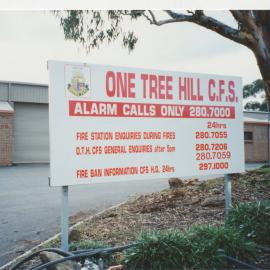 ONE TREE HILL C.F.S.
ALARM CALLS ONLY 280.7000
24hrs
FIRE STATION ENQUIRIES DURING FIRES 280.7055
O.T.H. CFS GENERAL ENQUIRIES after 5pm 280.7206
280.7059
FIRE BAN INFORMATION CFS H.Q. 24hrs 297.1000